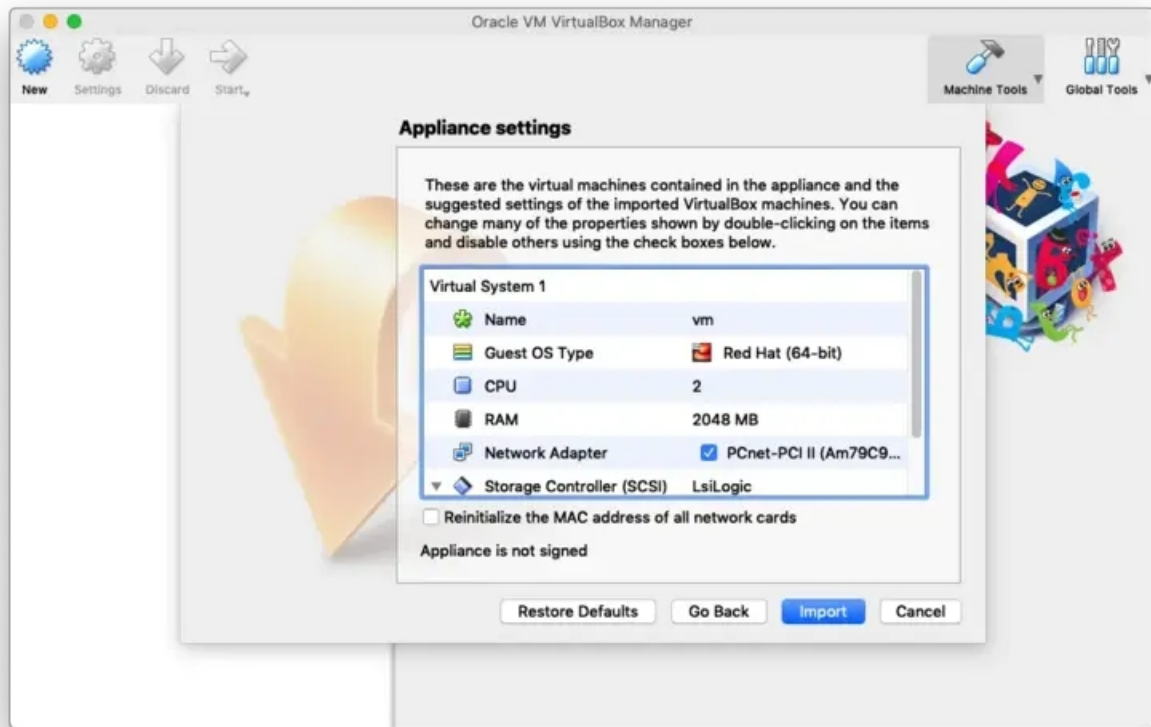 Oracle VM VirtualBox Manager
New
Settings
Discard
Start
Machine Tools
Global Tools
Appliance settings
These are the virtual machines contained in the appliance and the
suggested settings of the imported VirtualBox machines. You can
change many of the properties shown by double-clicking on the items
and disable others using the check boxes below.
Virtual System 1
Name vm
Guest OS Type Red Hat (64-bit)
CPU 2
RAM 2048 MB
Network Adapter PCnet-PCI II (Am79C9...
Storage Controller (SCSI) LsiLogic
Reinitialize the MAC address of all network cards
Appliance is not signed
Restore Defaults
Go Back
Import
Cancel